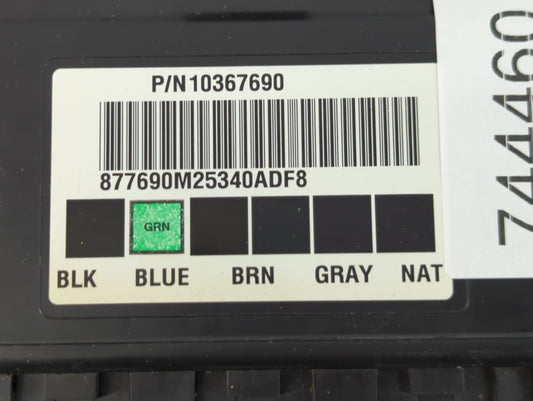 P/N10367690
877690M25340ADF8
GRN
BLK BLUE BRN GRAY NAT
744460